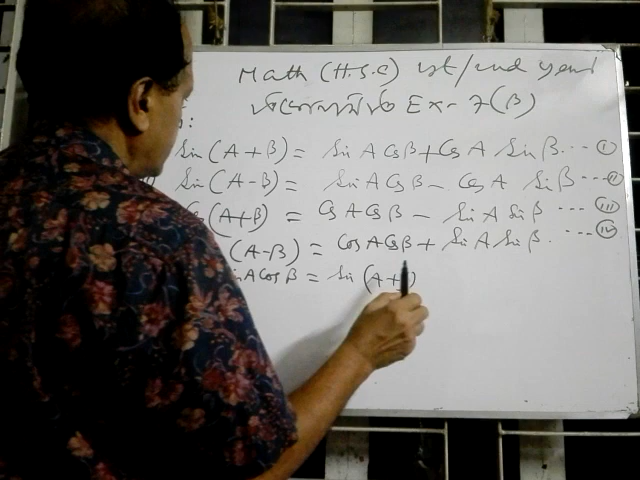 Math (H.S.C) 1st/2nd year
ত্রিকোণমিতি Ex- 7(B)
:
Sin (A+B) = Sin A Cos B + Cos A Sin B. --- (I)
Sin (A-B) = Sin A Cos B - Cos A Sin B --- (II)
(A+B) = Cos A Cos B - Sin A Sin B --- (III)
(A-B) = Cos A Cos B + Sin A Sin B. --- (IV)
A Cos B = Sin (A+